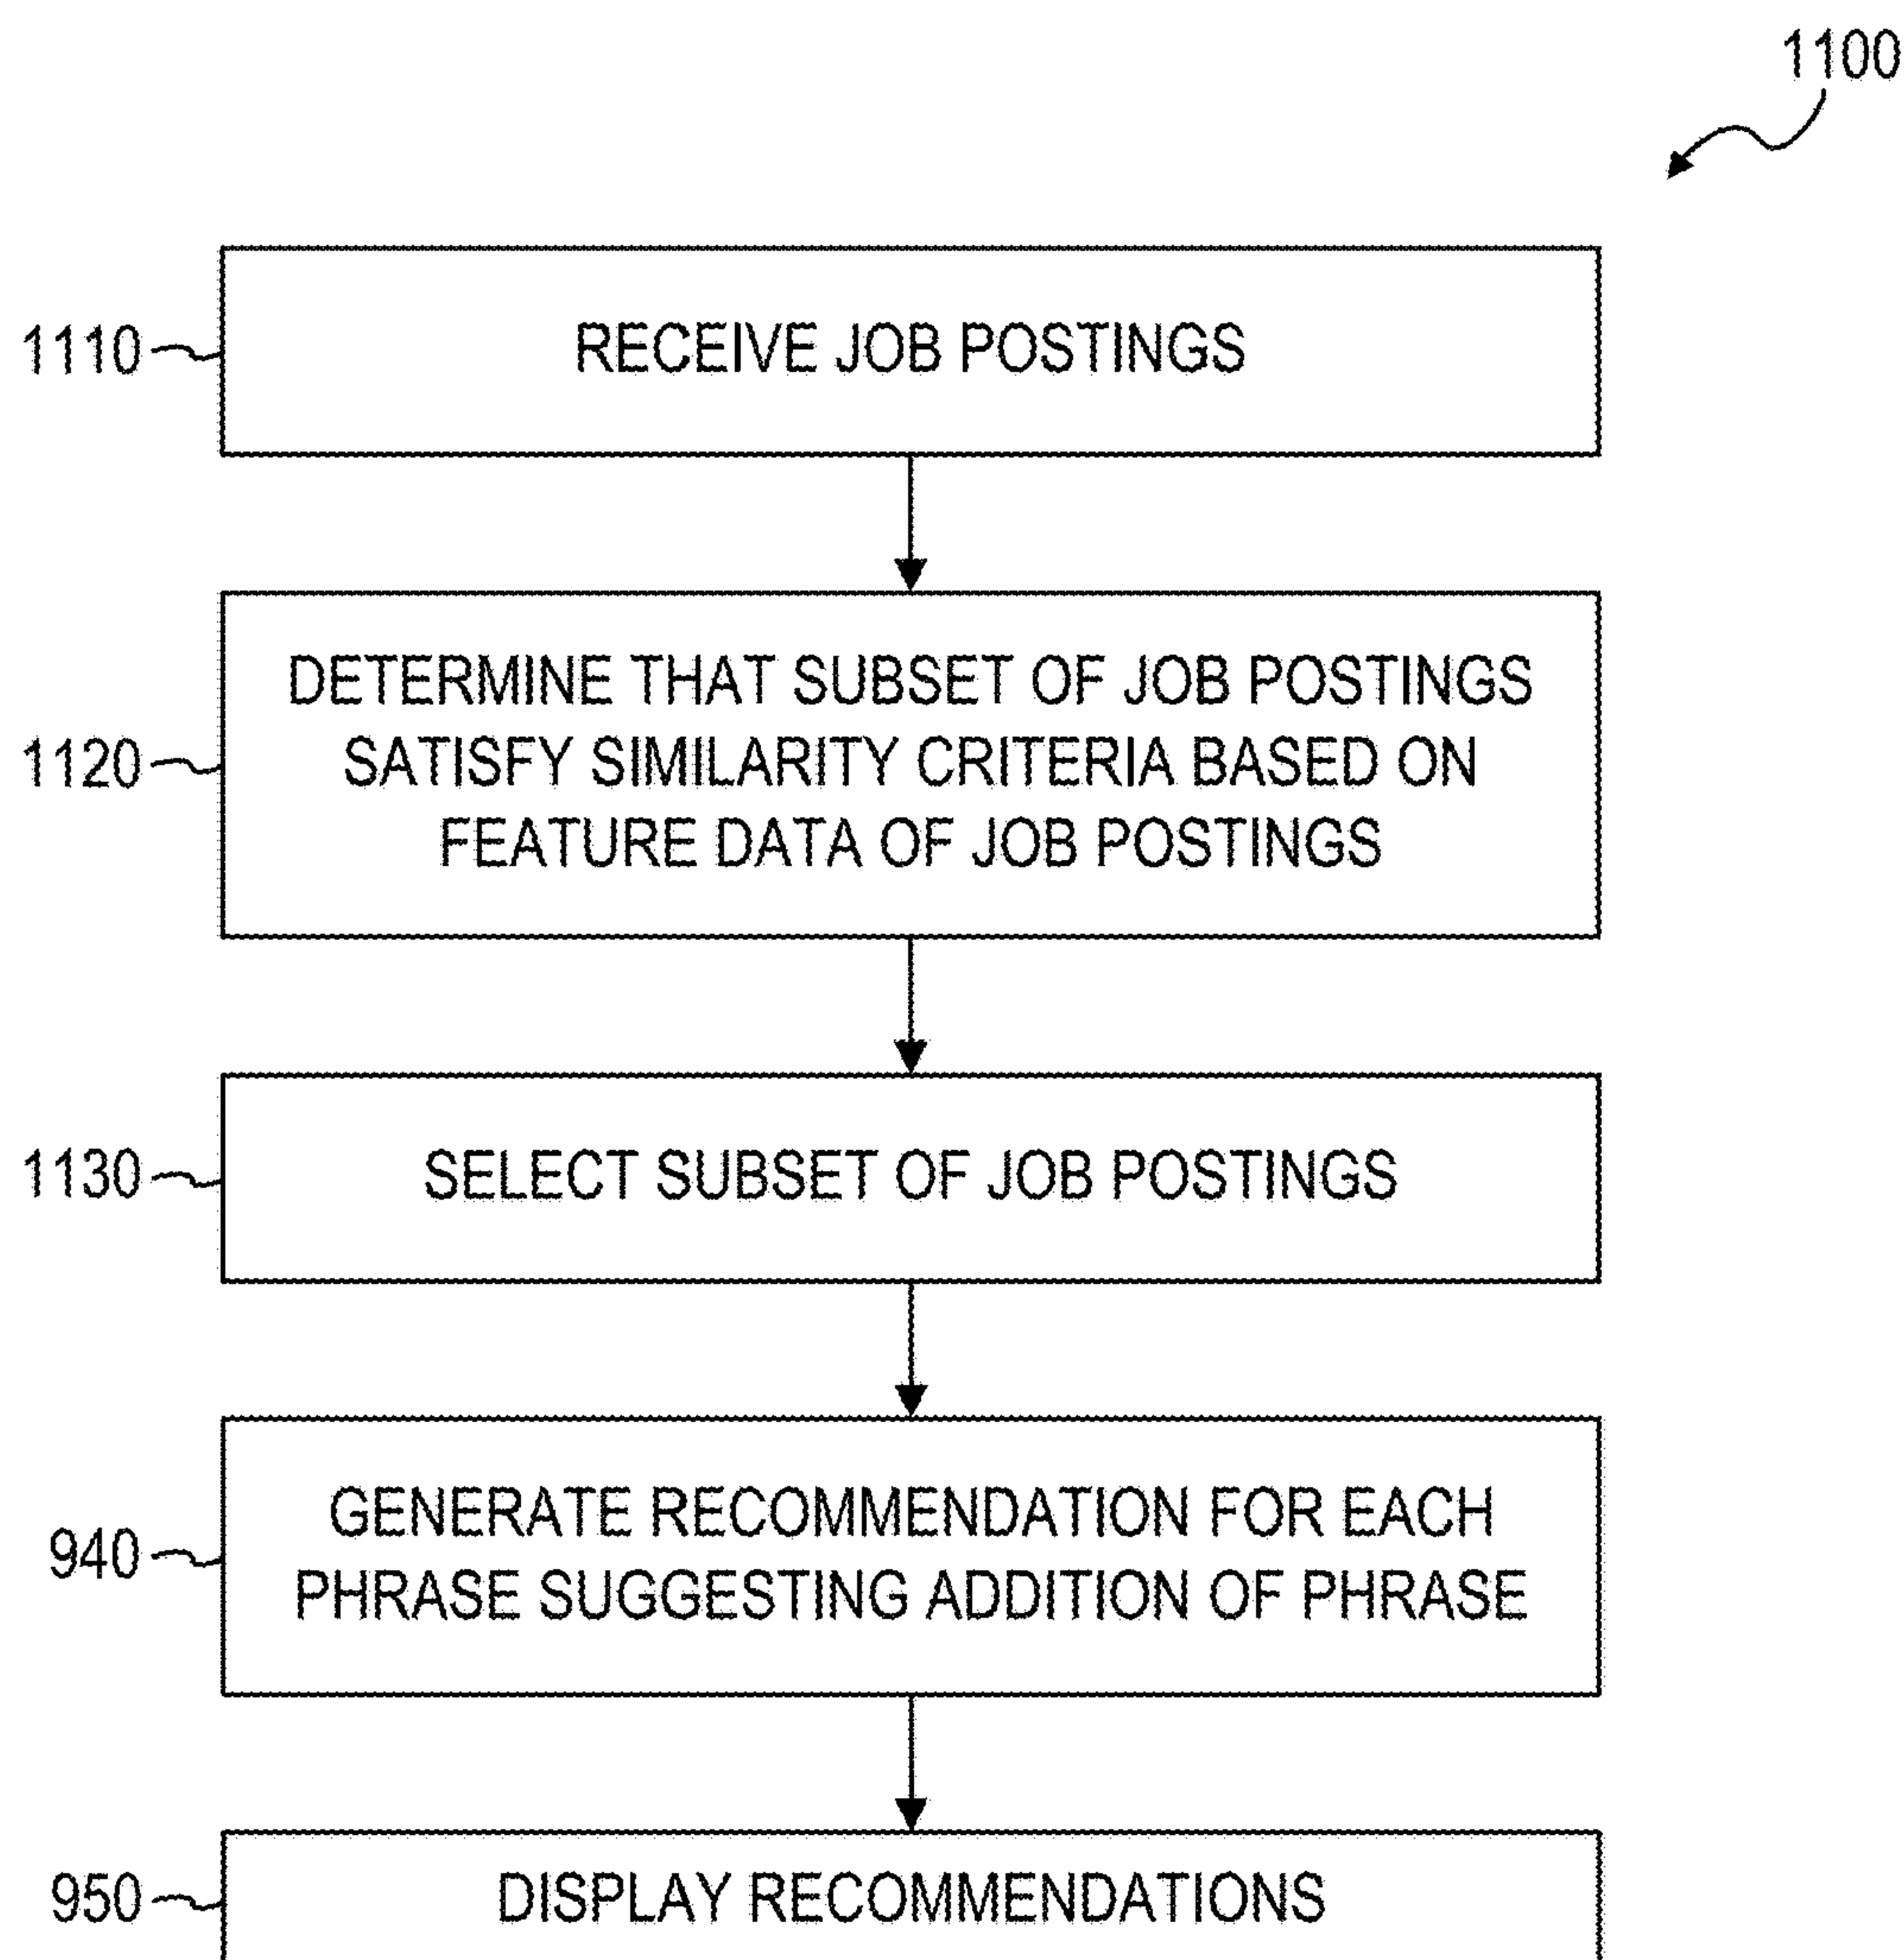 1100
1110
RECEIVE JOB POSTINGS
1120
DETERMINE THAT SUBSET OF JOB POSTINGS
SATISFY SIMILARITY CRITERIA BASED ON
FEATURE DATA OF JOB POSTINGS
1130
SELECT SUBSET OF JOB POSTINGS
940
GENERATE RECOMMENDATION FOR EACH
PHRASE SUGGESTING ADDITION OF PHRASE
950
DISPLAY RECOMMENDATIONS